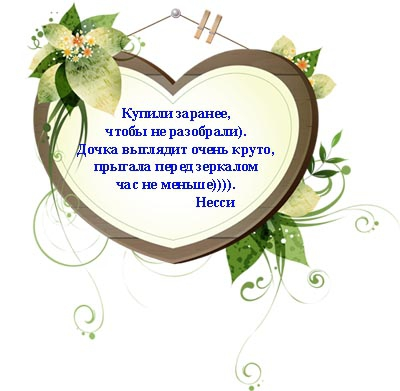 Купили заранее,
чтобы не разобрали).
Дочка выглядит очень круто,
прыгала перед зеркалом
час не меньше)))).
Несси